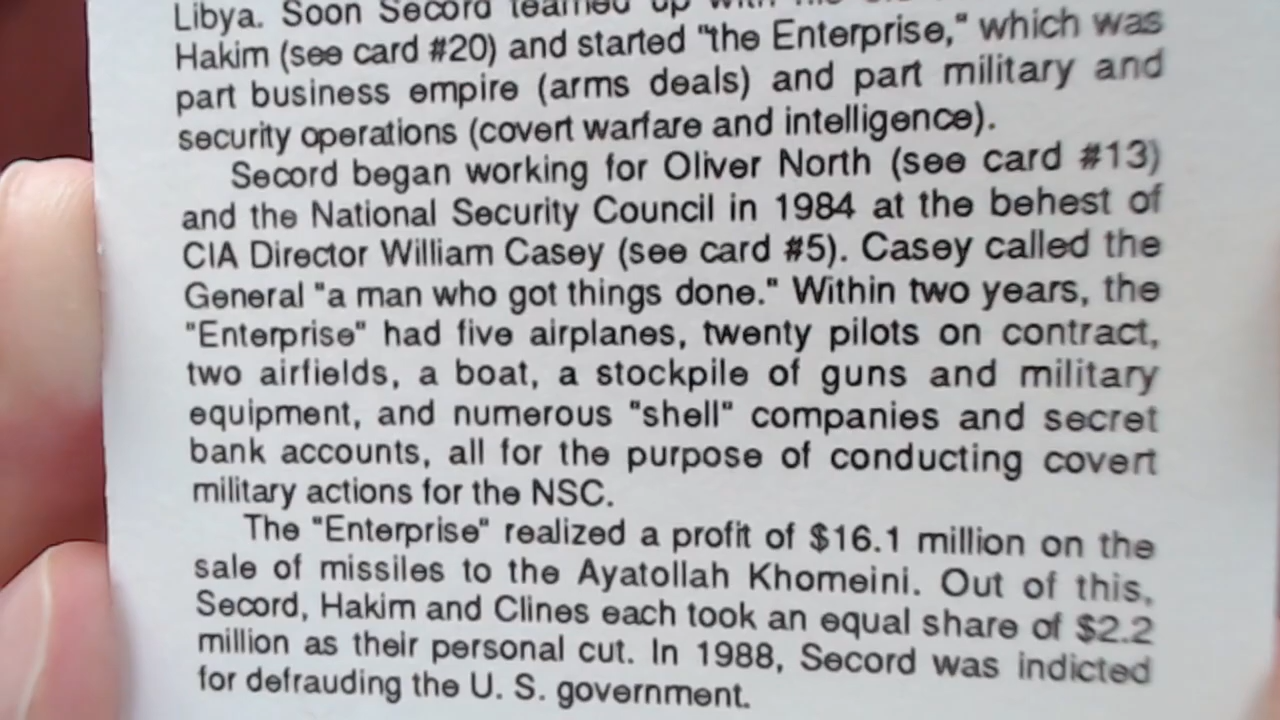 Libya. Soon Secord teamed up with
Hakim (see card #20) and started "the Enterprise," which was
part business empire (arms deals) and part military and
security operations (covert warfare and intelligence).
Secord began working for Oliver North (see card #13)
and the National Security Council in 1984 at the behest of
CIA Director William Casey (see card #5). Casey called the
General "a man who got things done." Within two years, the
"Enterprise" had five airplanes, twenty pilots on contract,
two airfields, a boat, a stockpile of guns and military
equipment, and numerous "shell" companies and secret
bank accounts, all for the purpose of conducting covert
military actions for the NSC.
The "Enterprise" realized a profit of $16.1 million on the
sale of missiles to the Ayatollah Khomeini. Out of this,
Secord, Hakim and Clines each took an equal share of $2.2
million as their personal cut. In 1988, Secord was indicted
for defrauding the U. S. government.